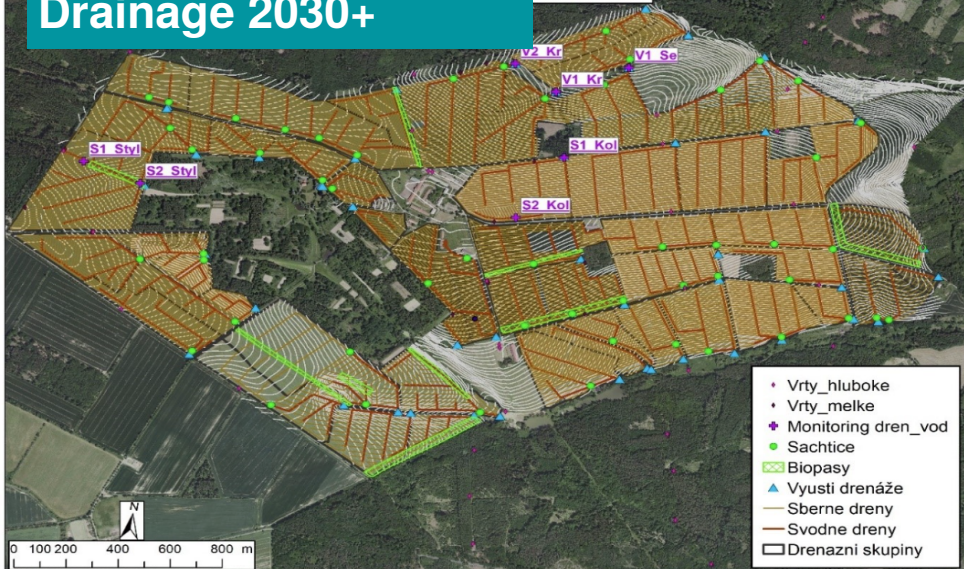 Drainage 2030+
V2_Kr
V1_Se
V1_Kr
S1_Styl
S1_Kol
S2_Styl
S2_Kol
Vrty_hluboke
Vrty_melke
Monitoring dren_vod
Sachtice
Biopasy
Vyusti drenáže
Sberne dreny
Svodne dreny
Drenazni skupiny
N
0 100 200 400 600 800 m